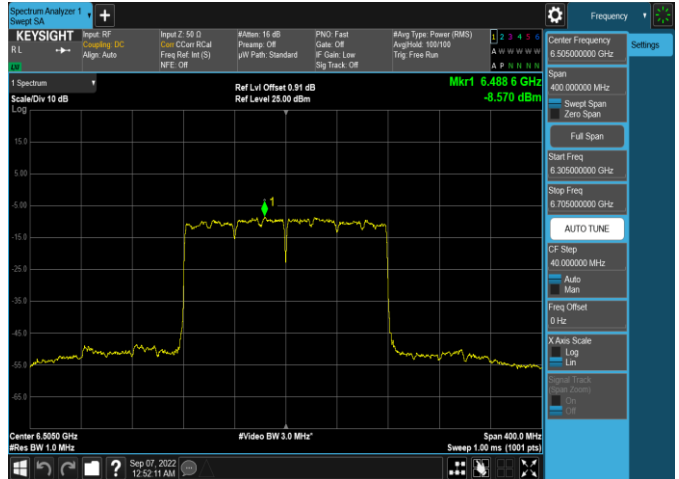 Spectrum Analyzer 1
Swept SA
Frequency
KEYSIGHT
R L
Input: RF
Coupling: DC
Align: Auto
Input Z: 50 Ω
Corr CCorr RCal
Freq Ref: Int (S)
NFE: Off
#Atten: 16 dB
Preamp: Off
µW Path: Standard
PNO: Fast
Gate: Off
IF Gain: Low
Sig Track: Off
#Avg Type: Power (RMS)
Avg|Hold: 100/100
Trig: Free Run
1 2 3 4 5 6
A W W W W W
A P N N N N
Settings
1 Spectrum
Scale/Div 10 dB
Log
Ref Lvl Offset 0.91 dB
Ref Level 25.00 dBm
Mkr1 6.488 6 GHz
-8.570 dBm
15.0
5.00
-5.00
-15.0
-25.0
-35.0
-45.0
-55.0
-65.0
1
Center 6.5050 GHz
#Res BW 1.0 MHz
#Video BW 3.0 MHz*
Span 400.0 MHz
Sweep 1.00 ms (1001 pts)
Center Frequency
6.505000000 GHz
Span
400.000000 MHz
Swept Span
Zero Span
Full Span
Start Freq
6.305000000 GHz
Stop Freq
6.705000000 GHz
AUTO TUNE
CF Step
40.000000 MHz
Auto
Man
Freq Offset
0 Hz
X Axis Scale
Log
Lin
Signal Track
(Span Zoom)
On
Off
Sep 07, 2022
12:52:11 AM